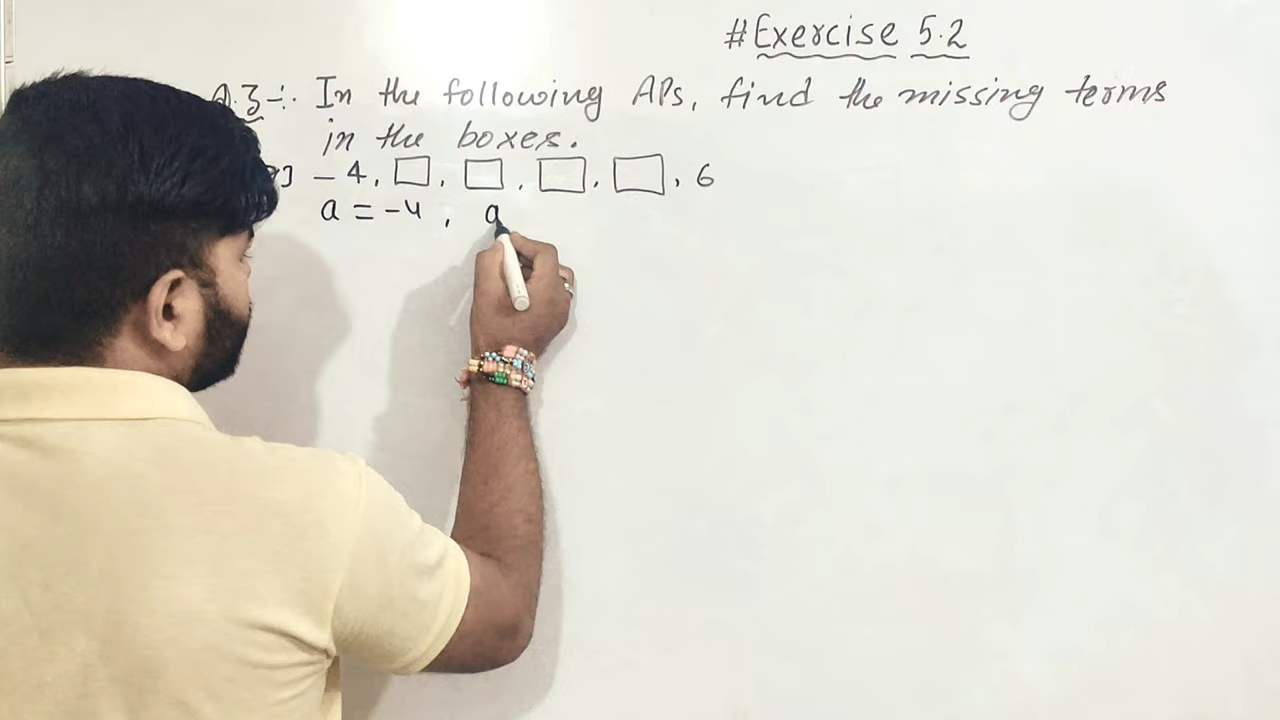 #Exercise 5.2
Q.3-:. In the following APs, find the missing terms
in the boxes.
- 4, □, □, □, □, 6
a = -4, a